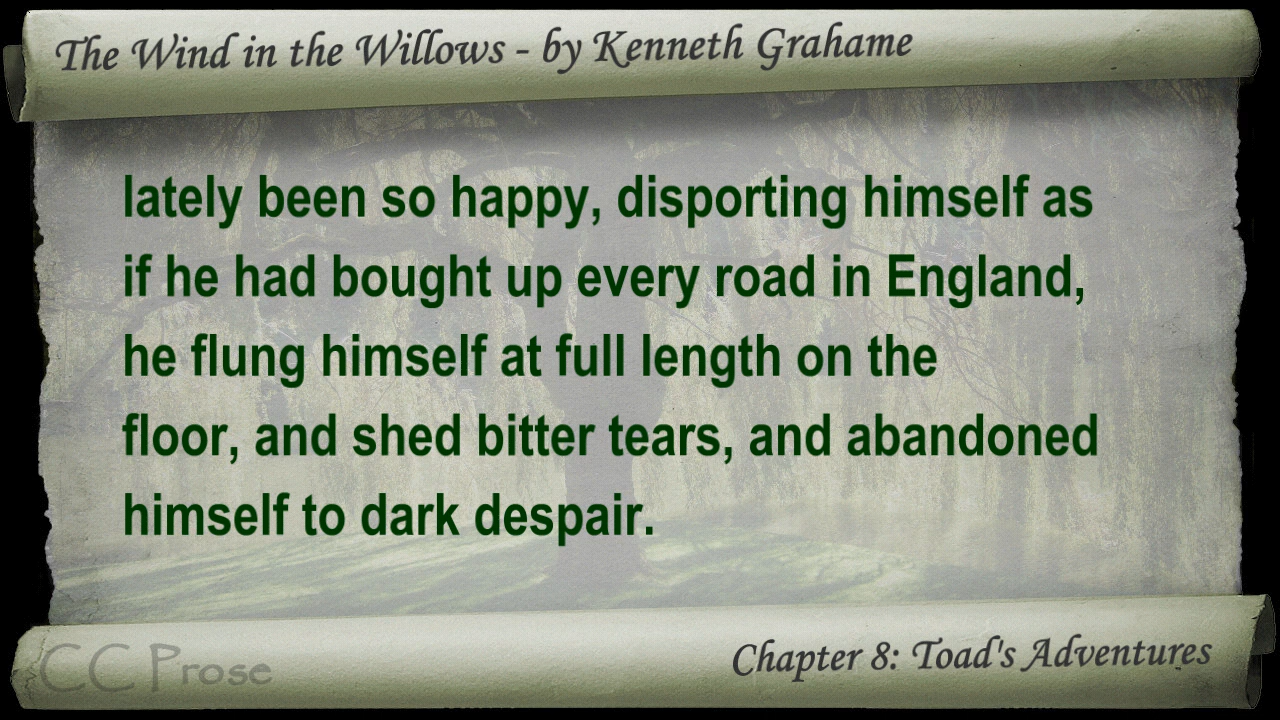 The Wind in the Willows - by Kenneth Grahame
lately been so happy, disporting himself as
if he had bought up every road in England,
he flung himself at full length on the
floor, and shed bitter tears, and abandoned
himself to dark despair.
CC Prose
Chapter 8: Toad's Adventures